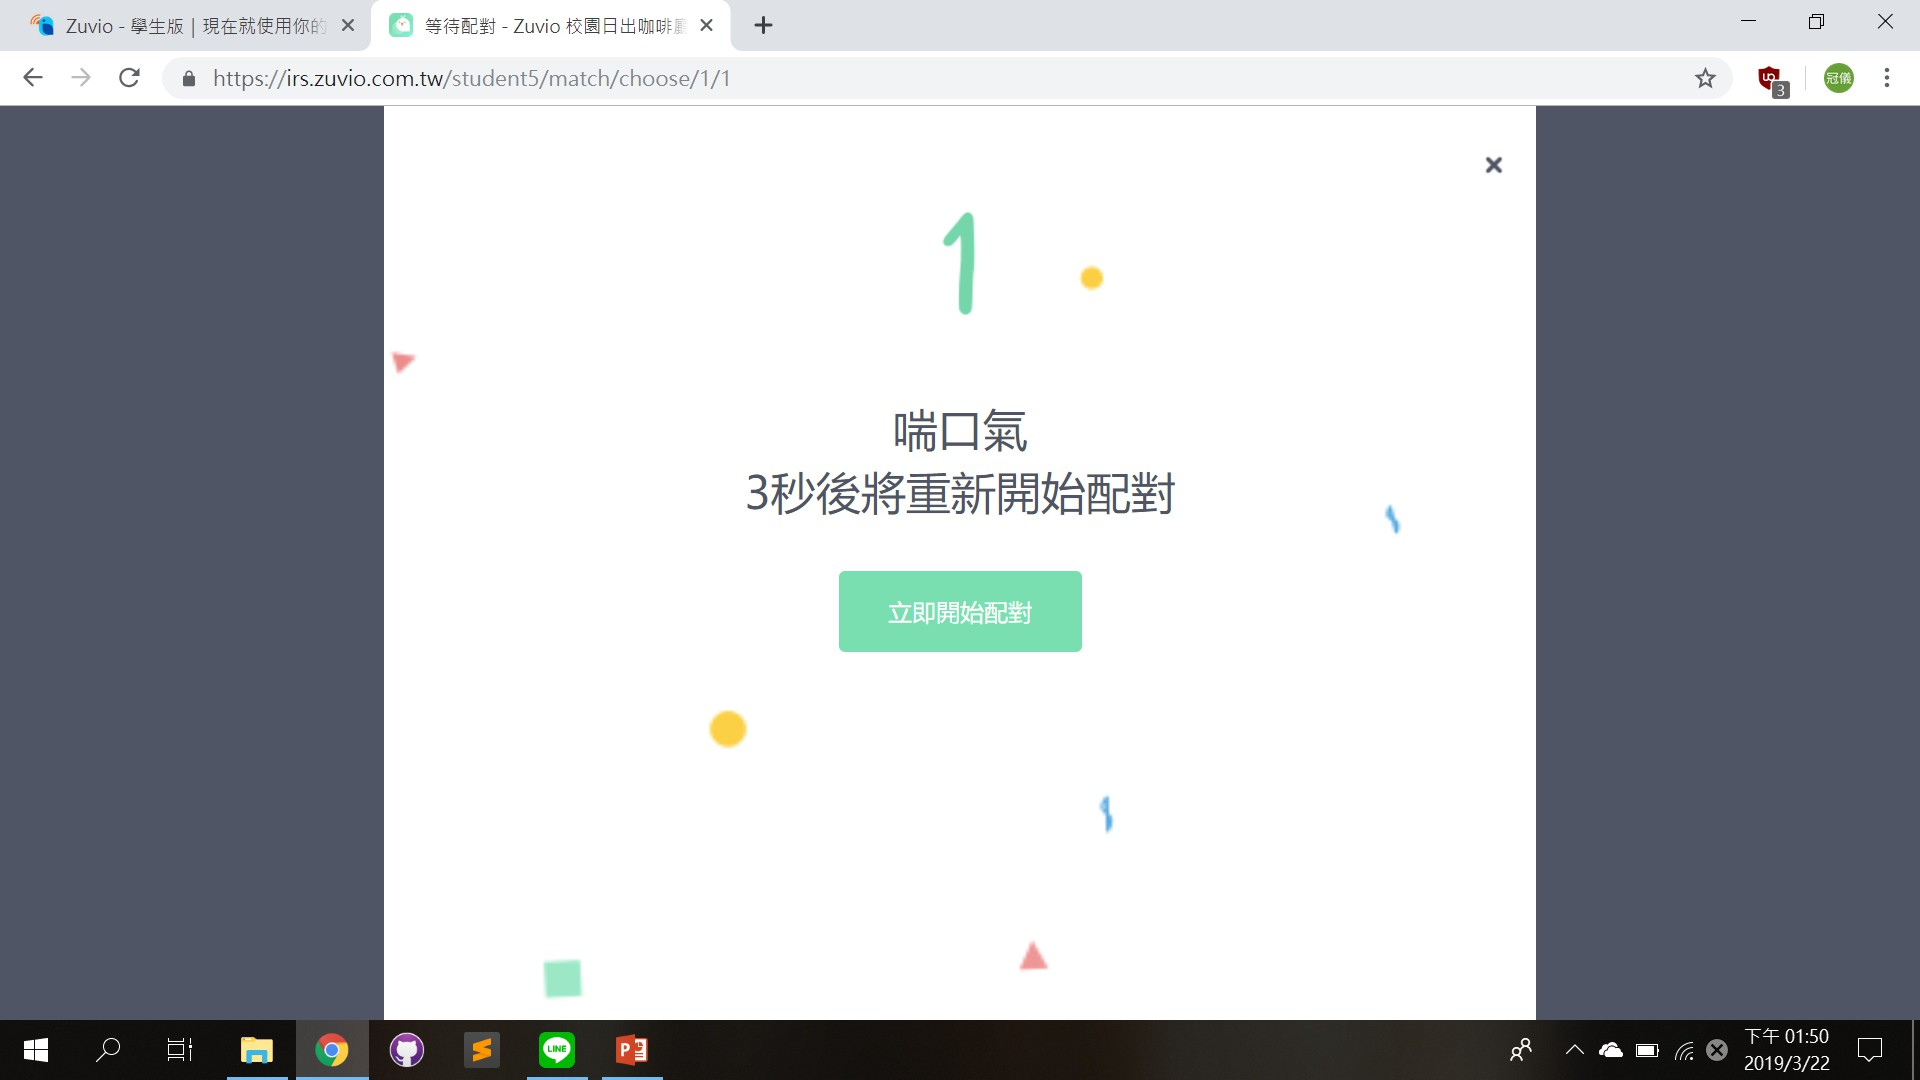 Zuvio - 學生版 | 現在就使用你的
等待配對 - Zuvio 校園日出咖啡廳
https://irs.zuvio.com.tw/student5/match/choose/1/1
3
冠儀
1
喘口氣
3秒後將重新開始配對
立即開始配對
LINE
下午 01:50
2019/3/22